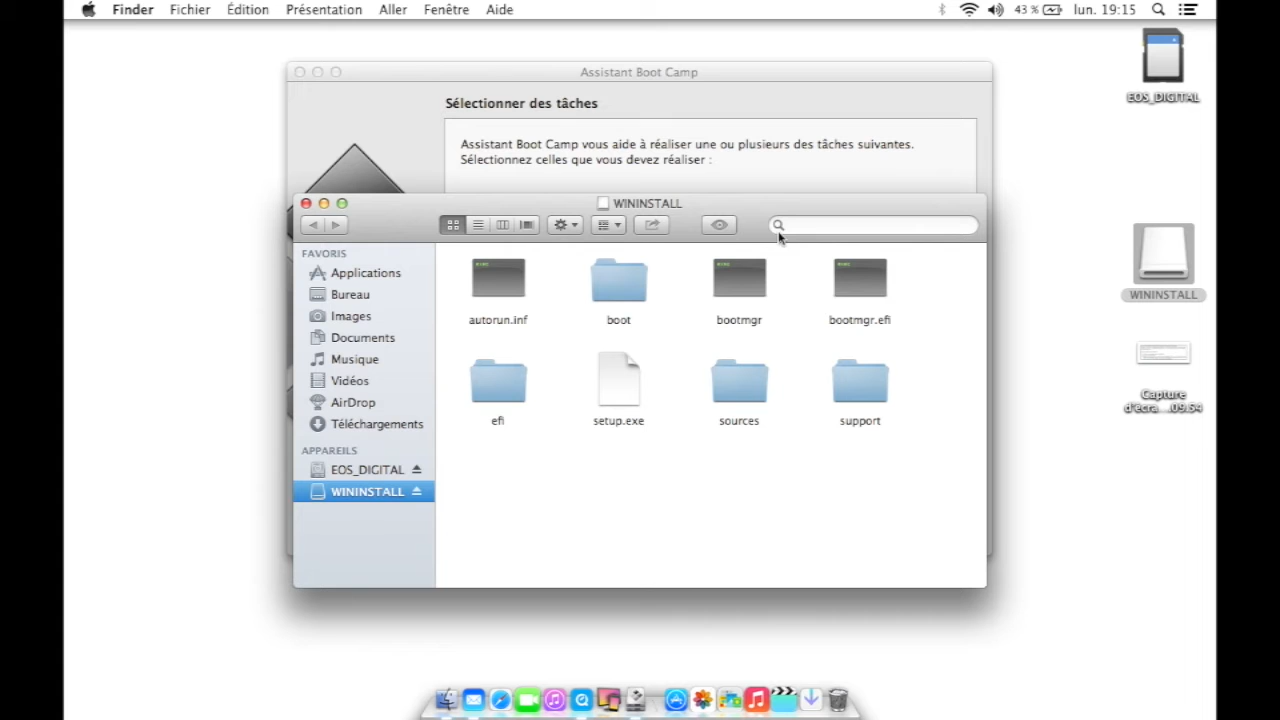 Finder Fichier Édition Présentation Aller Fenêtre Aide 43 % lun. 19:15
EOS_DIGITAL
Assistant Boot Camp
Sélectionner des tâches
Assistant Boot Camp vous aide à réaliser une ou plusieurs des tâches suivantes.
Sélectionnez celles que vous devez réaliser :
WININSTALL
FAVORIS
Applications
Bureau
Images
Documents
Musique
Vidéos
AirDrop
Téléchargements
APPAREILS
EOS_DIGITAL
WININSTALL
autorun.inf boot bootmgr bootmgr.efi
efi setup.exe sources support
WININSTALL
Capture
d'écra....09:54